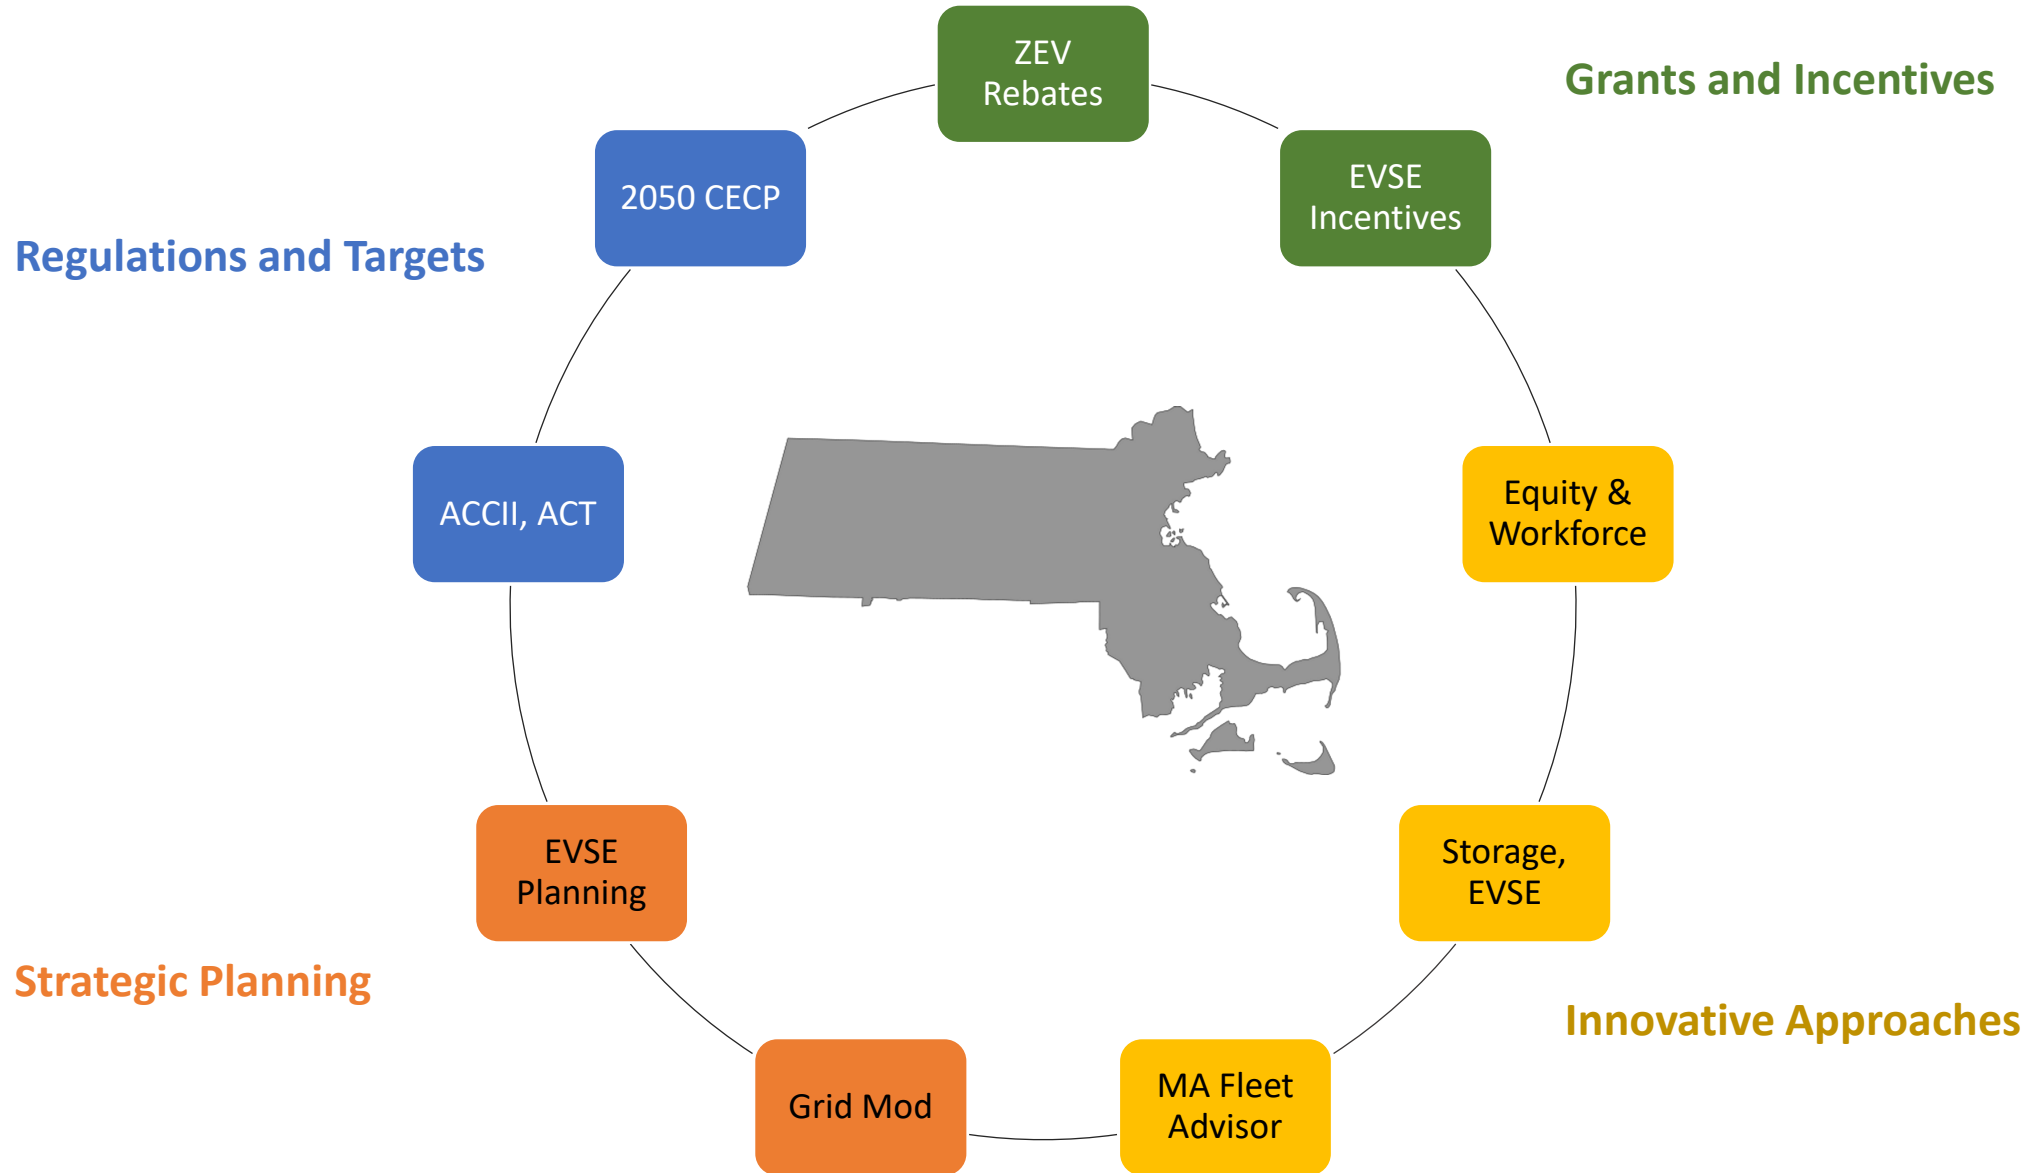 ZEV
Rebates
Grants and Incentives
EVSE
Incentives
2050 CECP
Regulations and Targets
ACCII, ACT
Equity &
Workforce
EVSE
Planning
Storage,
EVSE
Strategic Planning
Innovative Approaches
Grid Mod
MA Fleet
Advisor